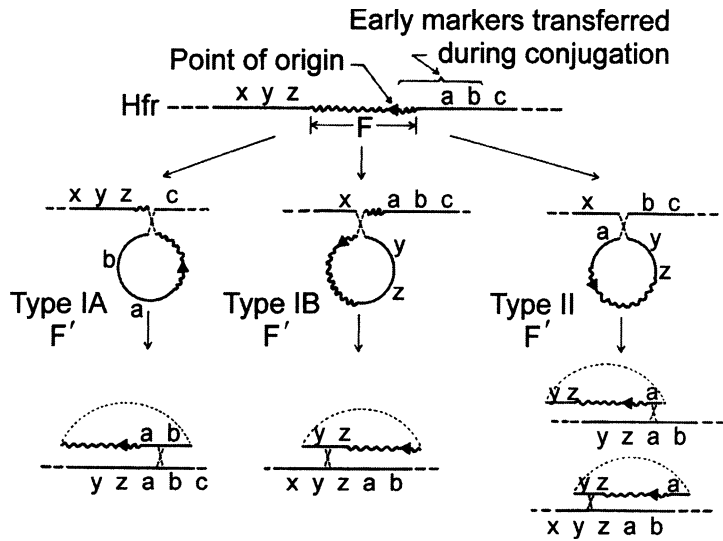 Early markers transferred
during conjugation
Point of origin
Hfr
x y z
a b c
F
x y z c
b
a
Type IA
F′
x a b c
y
z
Type IB
F′
x b c
a y
z
Type II
F′
a b
y z a b c
y z
x y z a b
y z a
y z a b
y z a
x y z a b